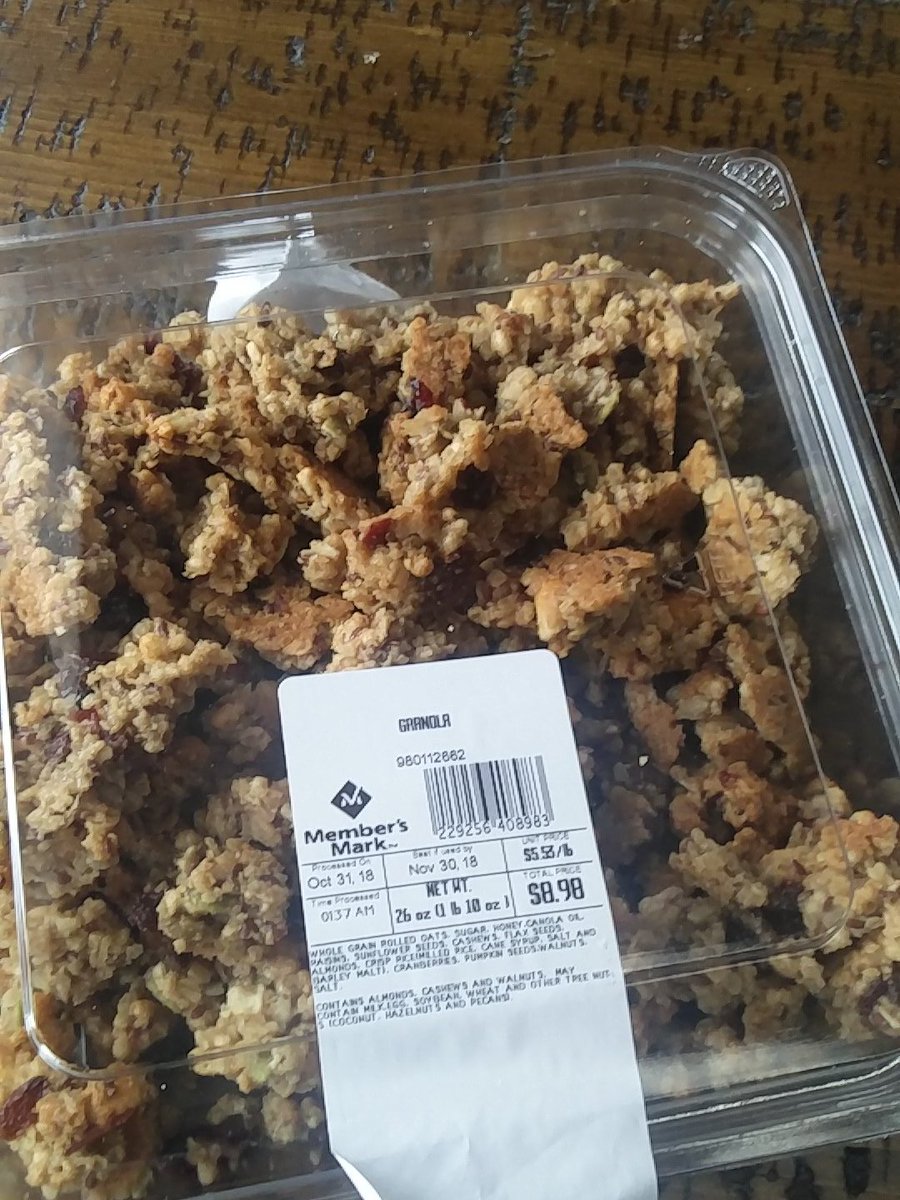 GRANOLA
980112662
229256 408983
Member's
Mark™
Processed On
Oct 31, 18
Best if used by
Nov 30, 18
UNIT PRICE
$5.53/lb
Time Processed
01:37 AM
NET WT.
26 oz (1 lb 10 oz )
TOTAL PRICE
$8.98
WHOLE GRAIN ROLLED OATS, SUGAR, HONEY,CANOLA OIL,
RAISINS, SUNFLOWER SEEDS, CASHEWS, FLAX SEEDS,
ALMONDS, CRISP RICE(MILLED RICE, CANE SYRUP, SALT AND
BARLEY MALT), CRANBERRIES, PUMPKIN SEEDS,WALNUTS,
SALT.
CONTAINS ALMONDS, CASHEWS AND WALNUTS. MAY
CONTAIN MILK,EGG, SOYBEAN, WHEAT AND OTHER TREE NUT
S (COCONUT, HAZELNUTS AND PECANS).